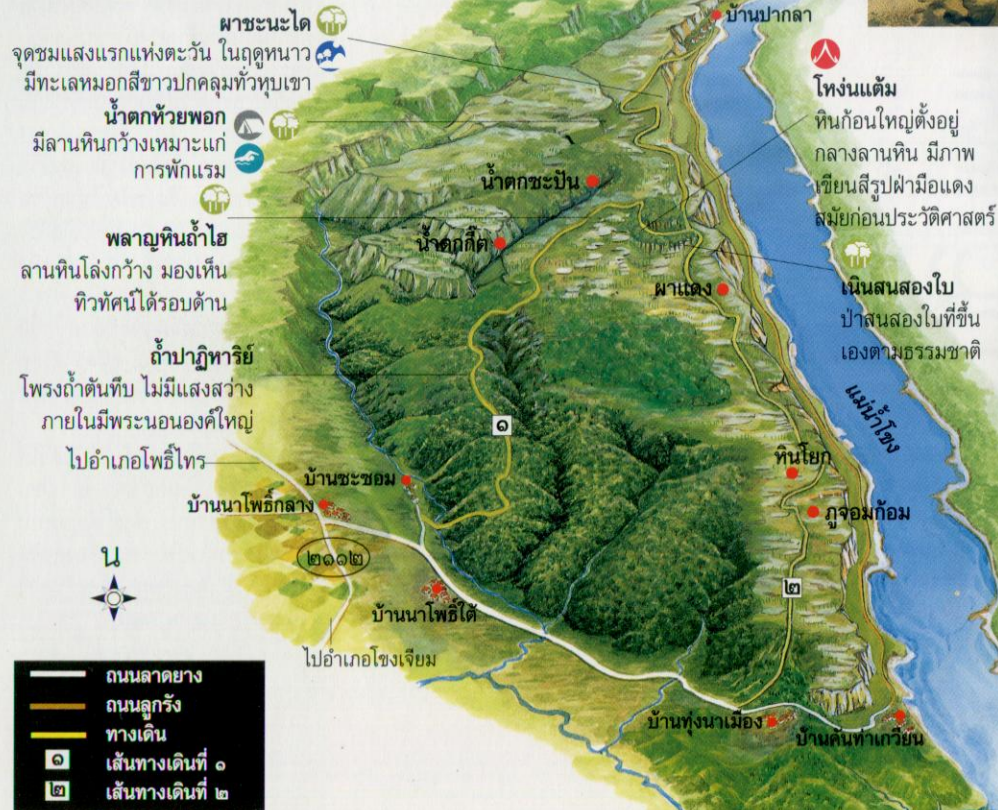 ผาชะนะได
จุดชมแสงแรกแห่งตะวัน ในฤดูหนาว
มีทะเลหมอกสีขาวปกคลุมทั่วหุบเขา
น้ำตกห้วยพอก
มีลานหินกว้างเหมาะแก่
การพักแรม
พลาญหินถ้ำไฮ
ลานหินโล่งกว้าง มองเห็น
ทิวทัศน์ได้รอบด้าน
ถ้ำปาฏิหาริย์
โพรงถ้ำตันทึบ ไม่มีแสงสว่าง
ภายในมีพระนอนองค์ใหญ่
ไปอำเภอโพธิ์ไทร
บ้านซะซอม
บ้านนาโพธิ์กลาง
๒๑๑๒
บ้านนาโพธิ์ใต้
ไปอำเภอโขงเจียม
น
บ้านปากลา
โหง่นแต้ม
หินก้อนใหญ่ตั้งอยู่
กลางลานหิน มีภาพ
เขียนสีรูปฝ่ามือแดง
สมัยก่อนประวัติศาสตร์
น้ำตกซะปัน
น้ำตกกี๊ด
ผาแดง
เนินสนสองใบ
ป่าสนสองใบที่ขึ้น
เองตามธรรมชาติ
แม่น้ำโขง
๑
หินโยก
ภูจอมก้อม
๒
บ้านทุ่งนาเมือง
บ้านคันท่าเกวียน
ถนนลาดยาง
ถนนลูกรัง
ทางเดิน
๑ เส้นทางเดินที่ ๑
๒ เส้นทางเดินที่ ๒